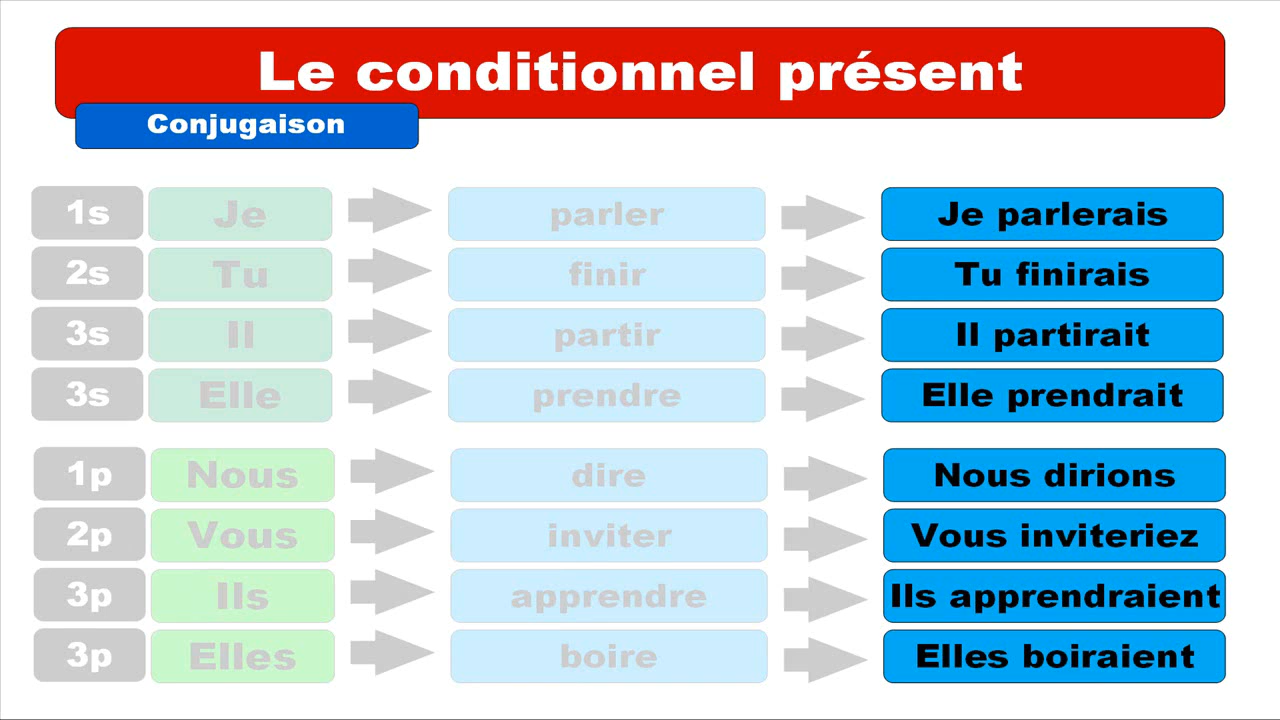 Le conditionnel présent
Conjugaison
1s Je parler Je parlerais
2s Tu finir Tu finirais
3s Il partir Il partirait
3s Elle prendre Elle prendrait
1p Nous dire Nous dirions
2p Vous inviter Vous inviteriez
3p Ils apprendre Ils apprendraient
3p Elles boire Elles boiraient